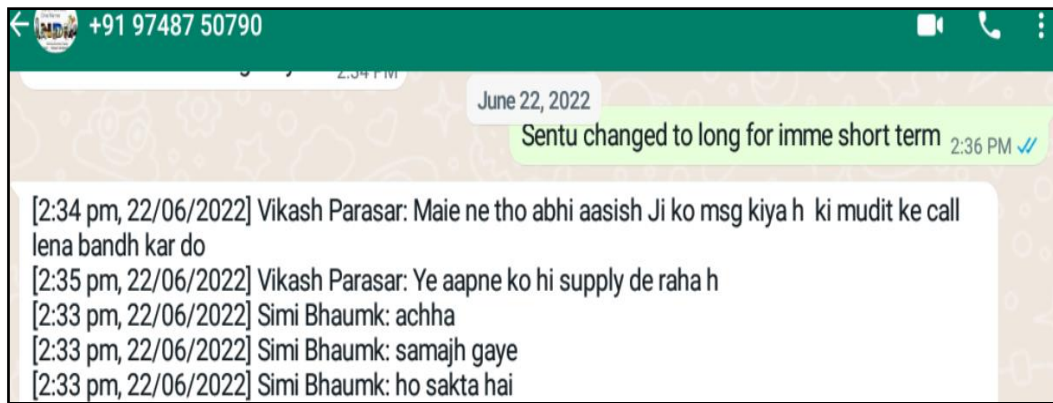 +91 97487 50790
2:34 PM
June 22, 2022
Sentu changed to long for imme short term 2:36 PM
[2:34 pm, 22/06/2022] Vikash Parasar: Maie ne tho abhi aasish Ji ko msg kiya h ki mudit ke call
lena bandh kar do
[2:35 pm, 22/06/2022] Vikash Parasar: Ye aapne ko hi supply de raha h
[2:33 pm, 22/06/2022] Simi Bhaumk: achha
[2:33 pm, 22/06/2022] Simi Bhaumk: samajh gaye
[2:33 pm, 22/06/2022] Simi Bhaumk: ho sakta hai